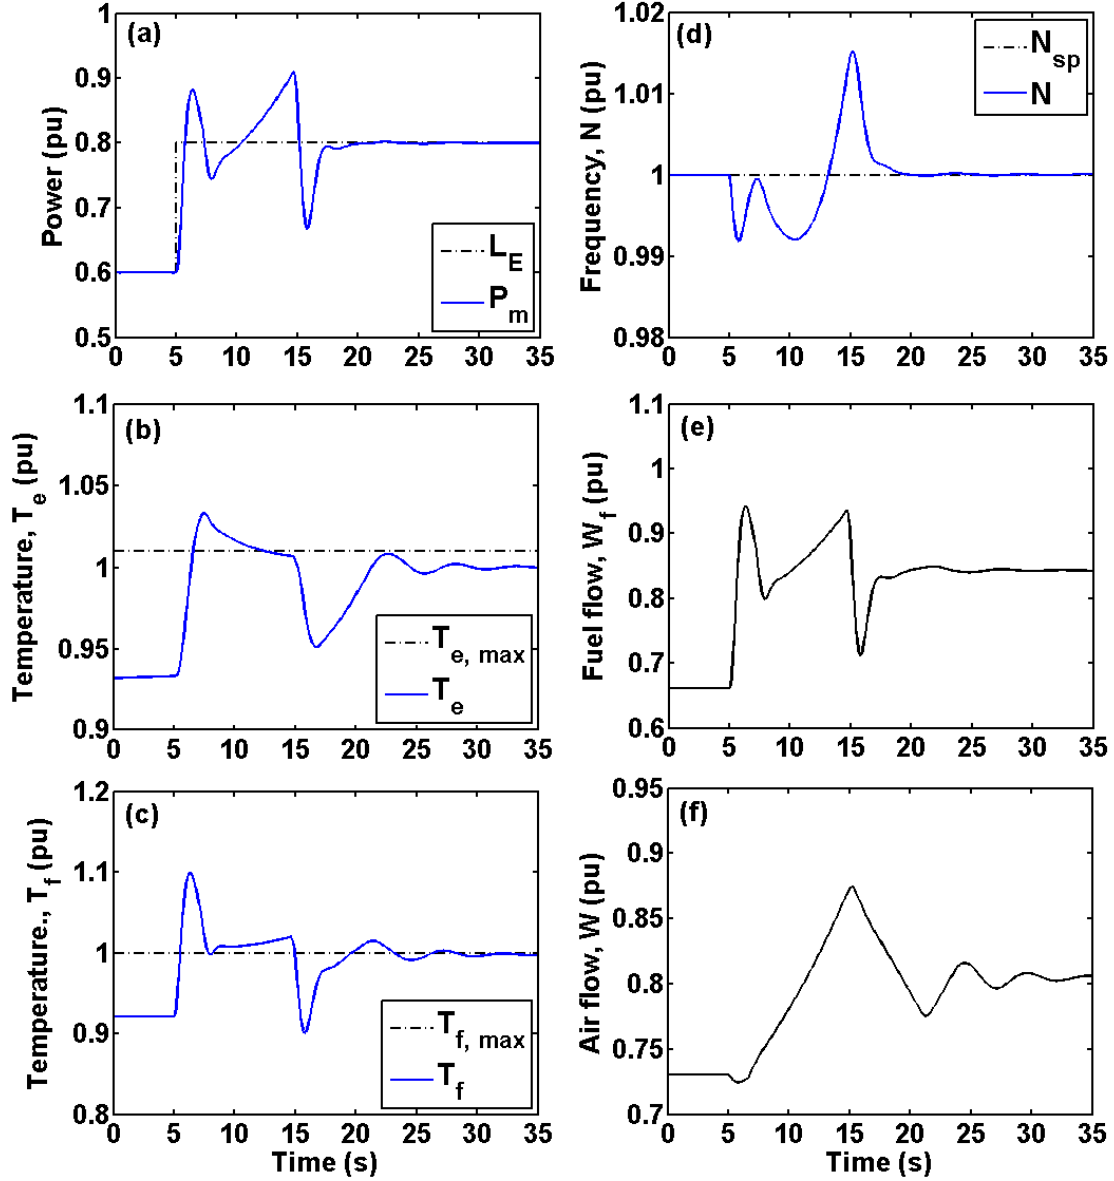 (a)
Power (pu)
1
0.9
0.8
0.7
0.6
0.5
L_E
P_m
0 5 10 15 20 25 30 35
(d)
Frequency, N (pu)
1.02
1.01
1
0.99
0.98
N_sp
N
0 5 10 15 20 25 30 35
(b)
Temperature, T_e (pu)
1.1
1.05
1
0.95
0.9
T_e, max
T_e
0 5 10 15 20 25 30 35
(e)
Fuel flow, W_f (pu)
1.1
1
0.9
0.8
0.7
0.6
0 5 10 15 20 25 30 35
(c)
Temperature., T_f (pu)
1.2
1.1
1
0.9
0.8
T_f, max
T_f
0 5 10 15 20 25 30 35
Time (s)
(f)
Air flow, W (pu)
0.95
0.9
0.85
0.8
0.75
0.7
0 5 10 15 20 25 30 35
Time (s)